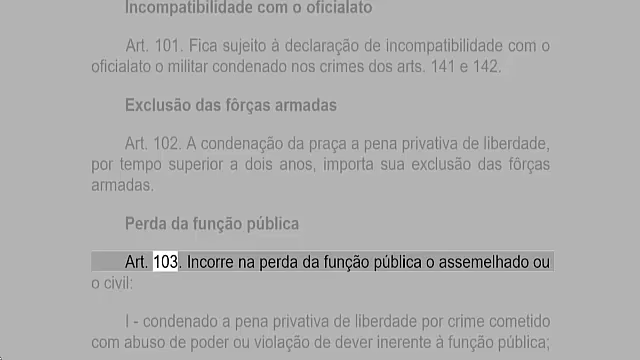 Incompatibilidade com o oficialato
Art. 101. Fica sujeito à declaração de incompatibilidade com o
oficialato o militar condenado nos crimes dos arts. 141 e 142.
Exclusão das fôrças armadas
Art. 102. A condenação da praça a pena privativa de liberdade,
por tempo superior a dois anos, importa sua exclusão das fôrças
armadas.
Perda da função pública
Art. 103. Incorre na perda da função pública o assemelhado ou
o civil:
I - condenado a pena privativa de liberdade por crime cometido
com abuso de poder ou violação de dever inerente à função pública;